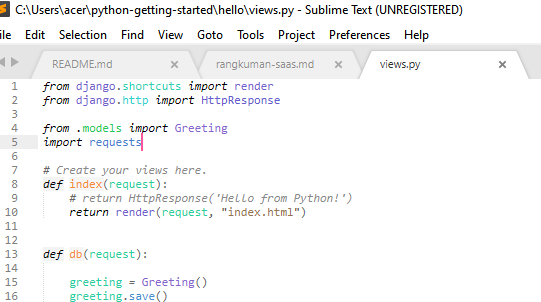 C:\Users\acer\python-getting-started\hello\views.py - Sublime Text (UNREGISTERED)
ile Edit Selection Find View Goto Tools Project Preferences Help
README.md × rangkuman-saas.md × views.py ×
1 from django.shortcuts import render
2 from django.http import HttpResponse
3
4 from .models import Greeting
5 import requests
6
7 # Create your views here.
8 def index(request):
9 # return HttpResponse('Hello from Python!')
10 return render(request, "index.html")
11
12
13 def db(request):
14
15 greeting = Greeting()
16 greeting.save()